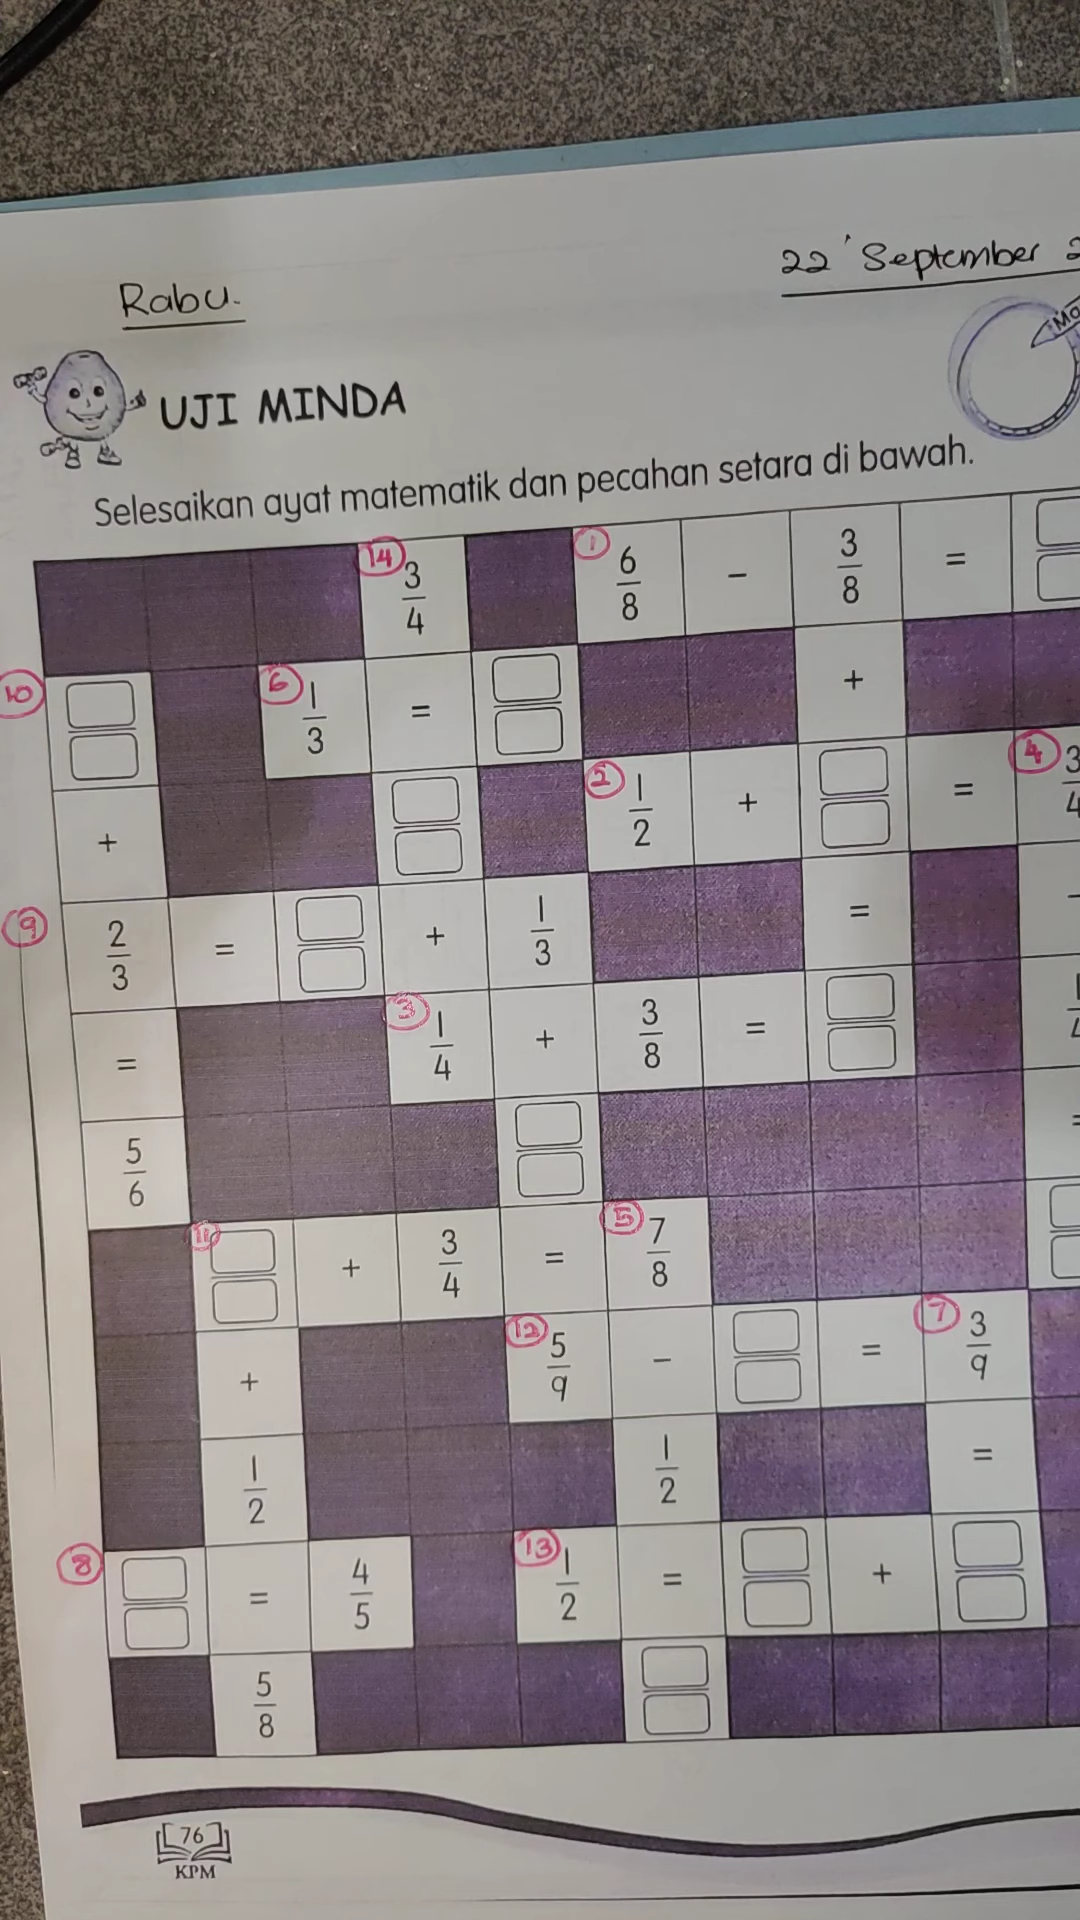 Rabu.
22 September
UJI MINDA
Selesaikan ayat matematik dan pecahan setara di bawah.
14 3/4 1 6/8 - 3/8 =
10 6 1/3 = +
+ 2 1/2 + = 4 3/4
9 2/3 = + 1/3 =
= 3 1/4 + 3/8 =
5/6
11 + 3/4 = 5 7/8
+ 12 5/9 - = 7 3/9
1/2 1/2 =
8 = 4/5 13 1/2 = +
5/8
76
KPM